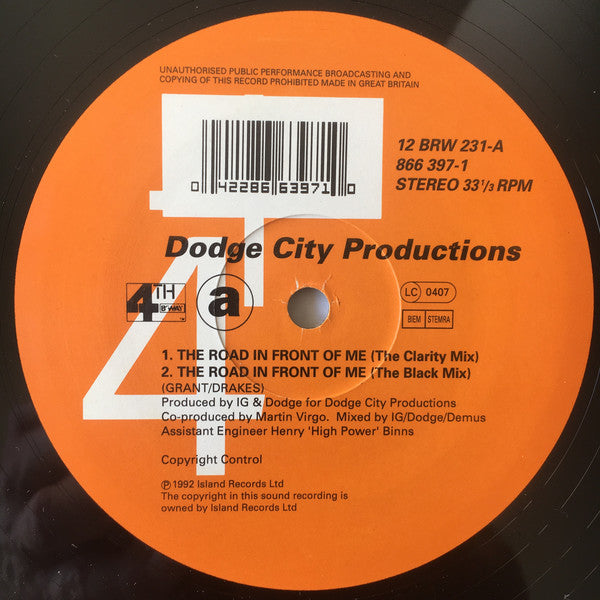 UNAUTHORISED PUBLIC PERFORMANCE BROADCASTING AND
COPYING OF THIS RECORD PROHIBITED MADE IN GREAT BRITAIN
12 BRW 231-A
866 397-1
STEREO 33 1/3 RPM
0 42286 63971 0
Dodge City Productions
4TH
B'WAY
TM
a
LC 0407
BIEM STEMRA
1. THE ROAD IN FRONT OF ME (The Clarity Mix)
2. THE ROAD IN FRONT OF ME (The Black Mix)
(GRANT/DRAKES)
Produced by IG & Dodge for Dodge City Productions
Co-produced by Martin Virgo. Mixed by IG/Dodge/Demus
Assistant Engineer Henry 'High Power' Binns
Copyright Control
℗ 1992 Island Records Ltd
The copyright in this sound recording is
owned by Island Records Ltd
4T